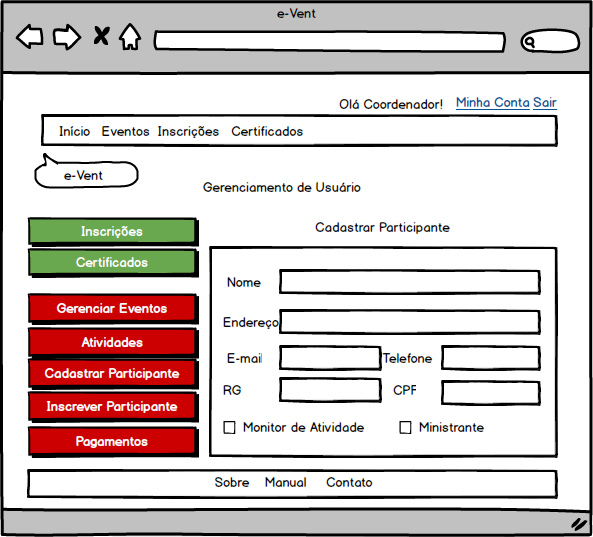 e-Vent
Olá Coordenador! Minha Conta Sair
Início Eventos Inscrições Certificados
e-Vent
Gerenciamento de Usuário
Inscrições
Certificados
Gerenciar Eventos
Atividades
Cadastrar Participante
Inscrever Participante
Pagamentos
Cadastrar Participante
Nome
Endereço
E-mail Telefone
RG CPF
Monitor de Atividade Ministrante
Sobre Manual Contato